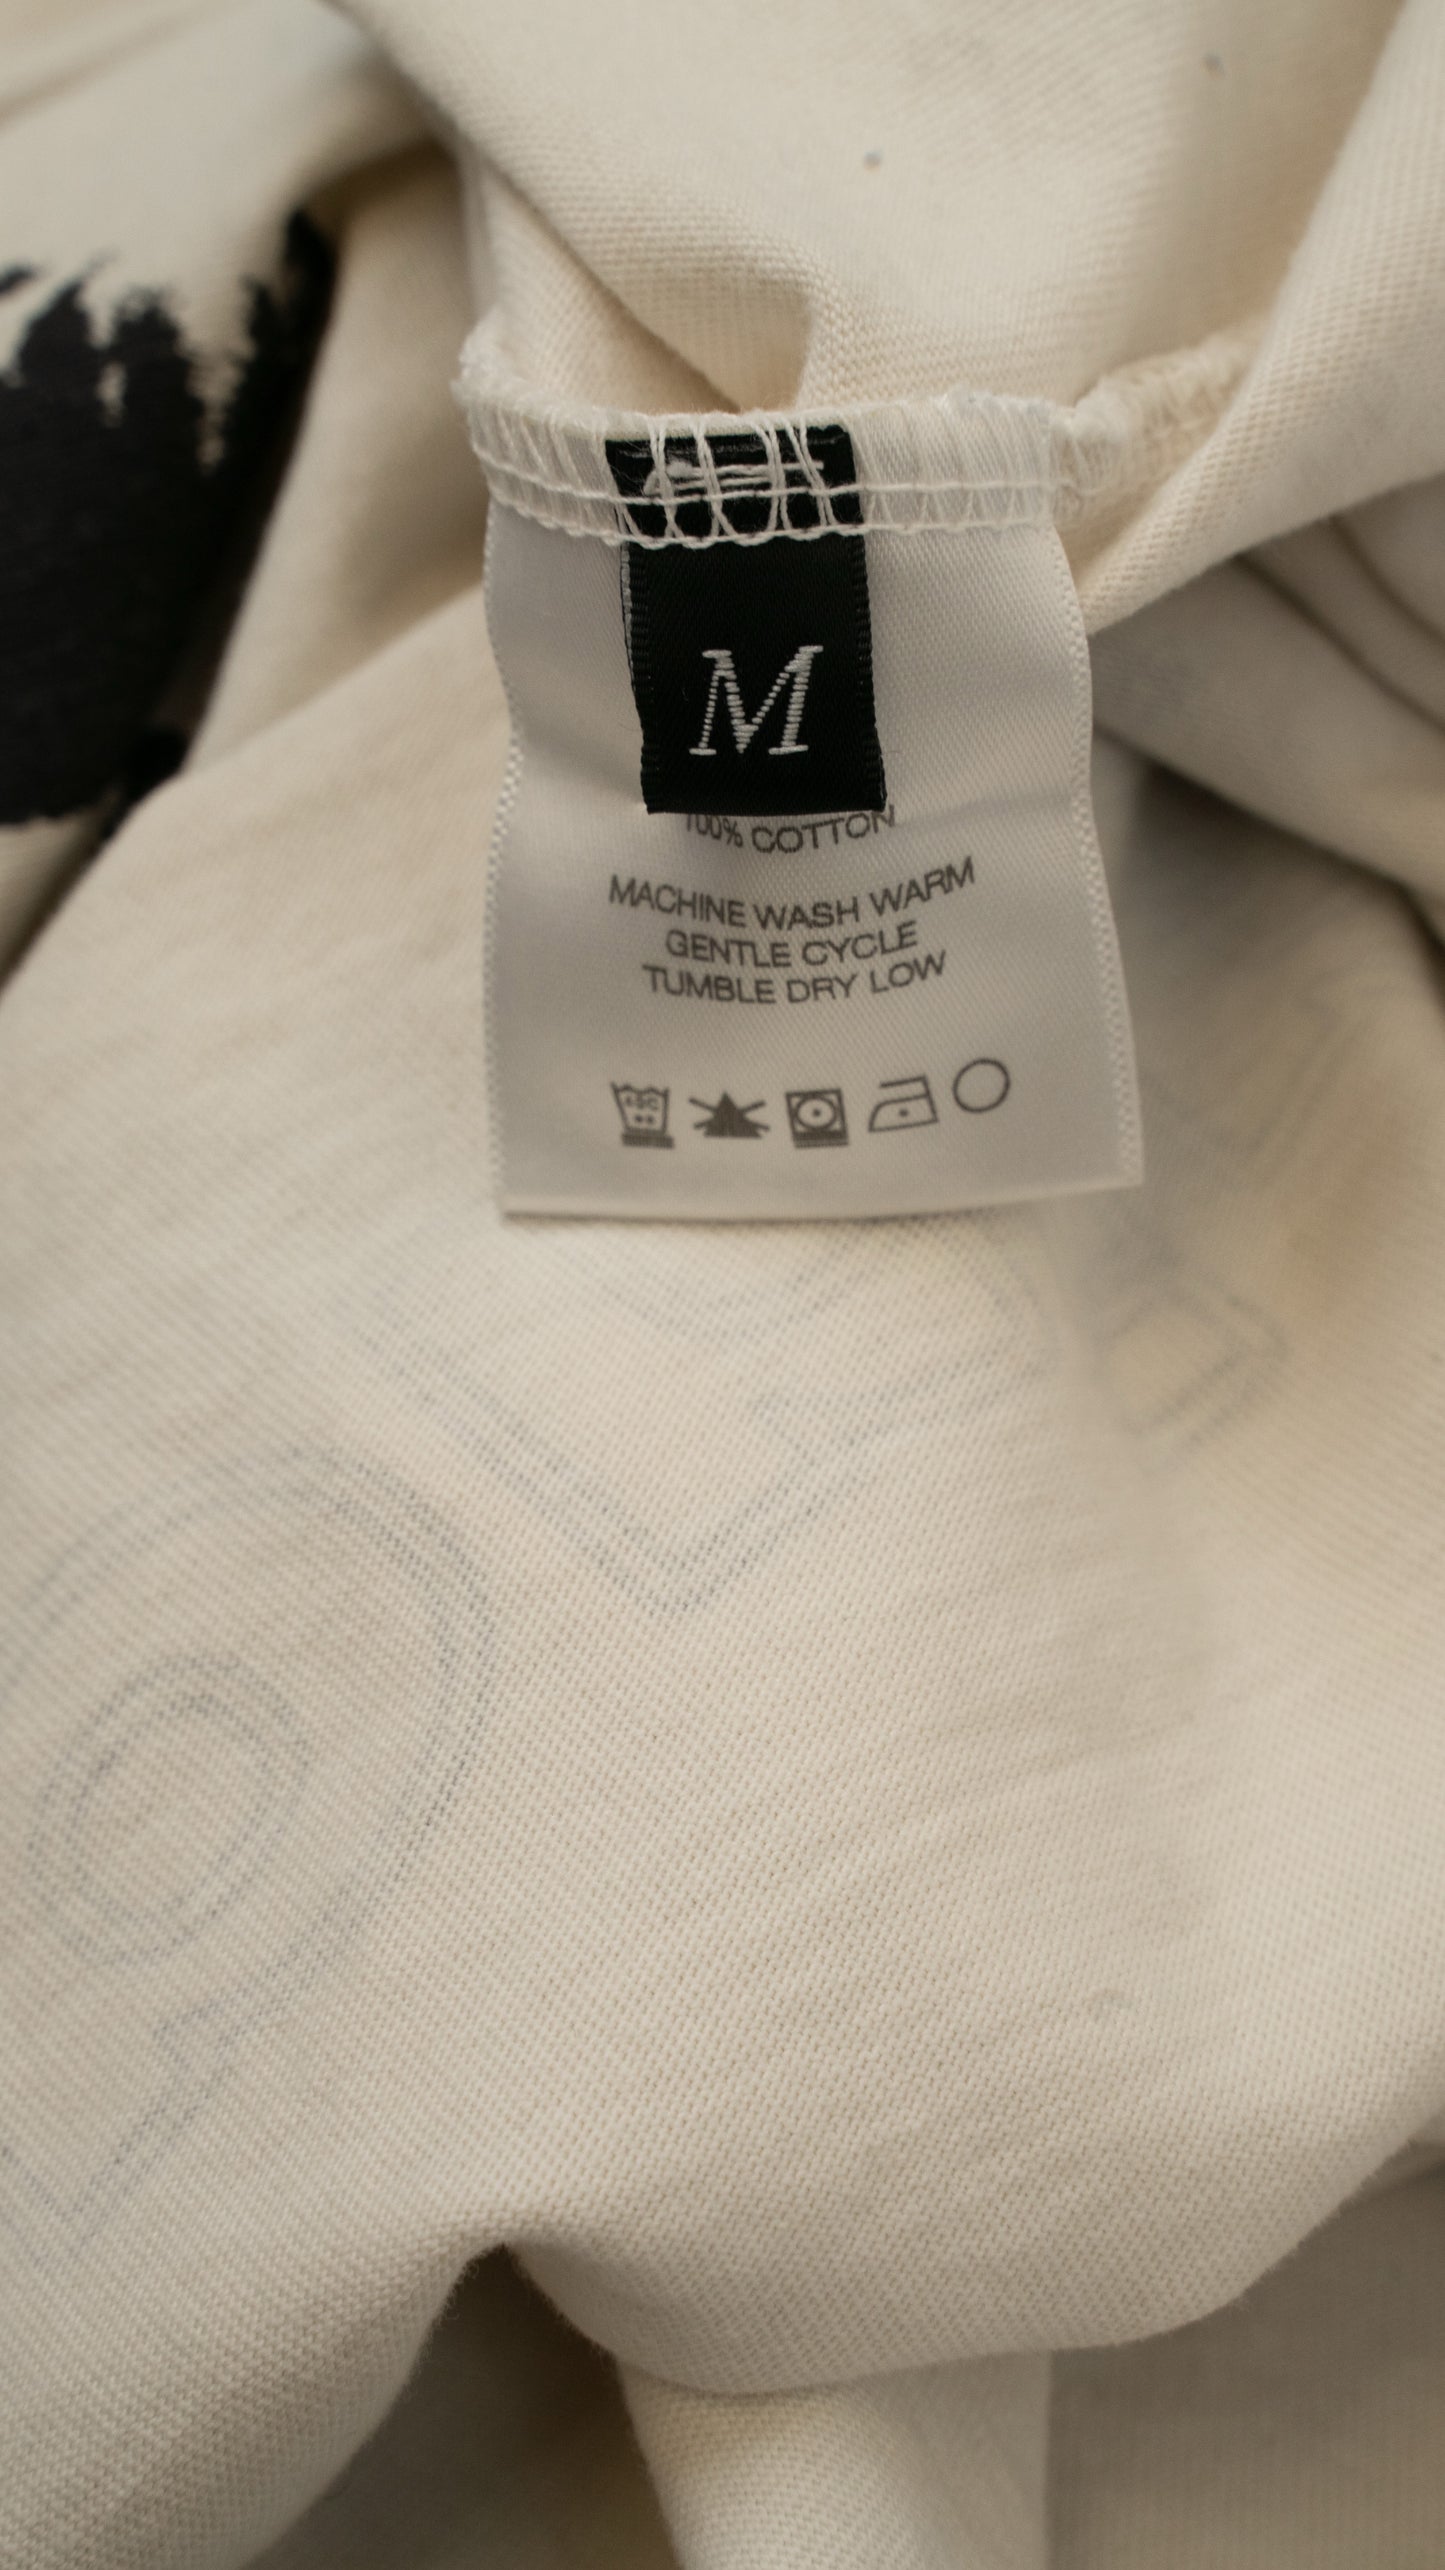 M
100% COTTON
MACHINE WASH WARM
GENTLE CYCLE
TUMBLE DRY LOW